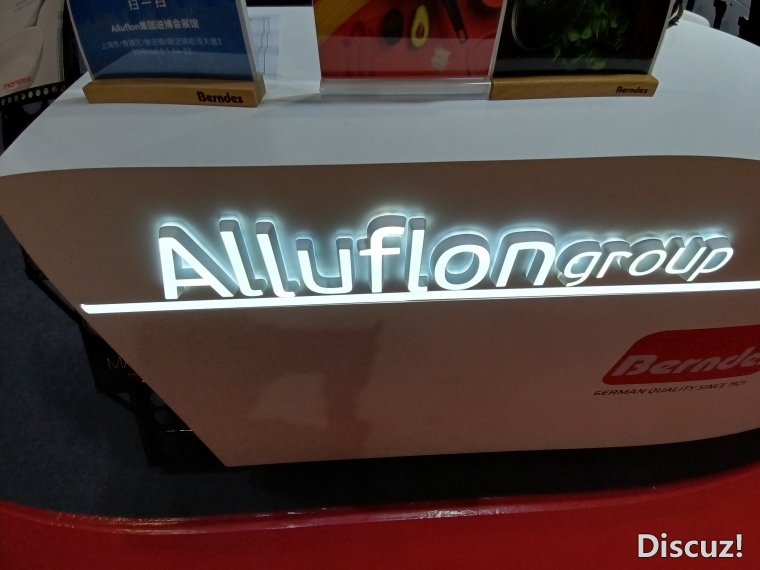 扫一扫
Alluflon集团进博会展馆
Berndes
Berndes
Alluflon group
Berndes
GERMAN QUALITY SINCE 1921
Discuz!